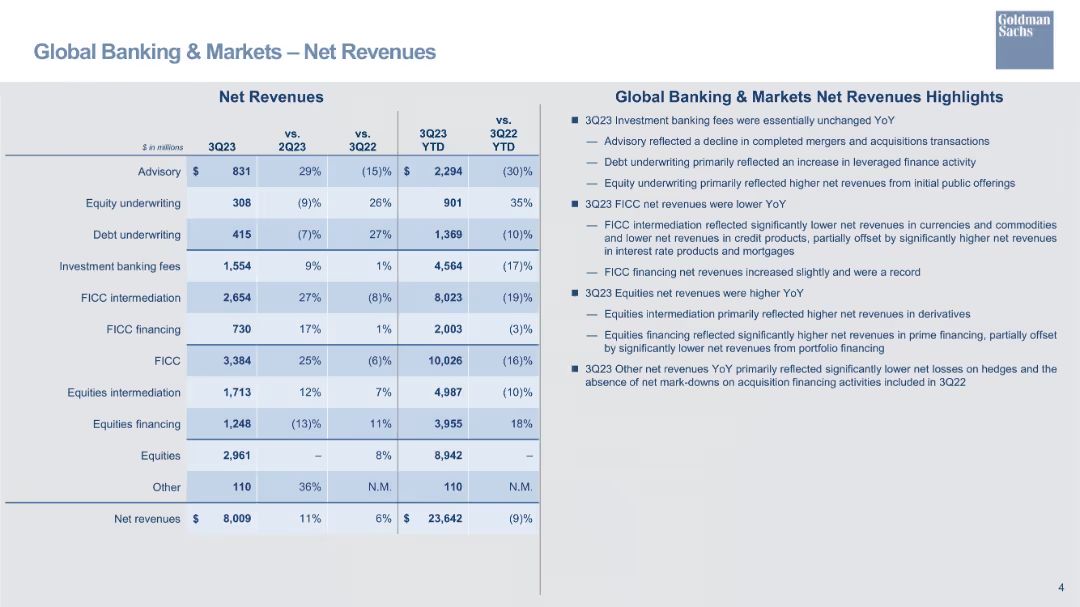 Goldman
Sachs
Global Banking & Markets – Net Revenues
Net Revenues
$ in millions 3Q23 vs. 2Q23 vs. 3Q22 3Q23 YTD vs. 3Q22 YTD
Advisory $ 831 29% (15)% $ 2,294 (30)%
Equity underwriting 308 (9)% 26% 901 35%
Debt underwriting 415 (7)% 27% 1,369 (10)%
Investment banking fees 1,554 9% 1% 4,564 (17)%
FICC intermediation 2,654 27% (8)% 8,023 (19)%
FICC financing 730 17% 1% 2,003 (3)%
FICC 3,384 25% (6)% 10,026 (16)%
Equities intermediation 1,713 12% 7% 4,987 (10)%
Equities financing 1,248 (13)% 11% 3,955 18%
Equities 2,961 – 8% 8,942 –
Other 110 36% N.M. 110 N.M.
Net revenues $ 8,009 11% 6% $ 23,642 (9)%
Global Banking & Markets Net Revenues Highlights
■ 3Q23 Investment banking fees were essentially unchanged YoY
— Advisory reflected a decline in completed mergers and acquisitions transactions
— Debt underwriting primarily reflected an increase in leveraged finance activity
— Equity underwriting primarily reflected higher net revenues from initial public offerings
■ 3Q23 FICC net revenues were lower YoY
— FICC intermediation reflected significantly lower net revenues in currencies and commodities
and lower net revenues in credit products, partially offset by significantly higher net revenues
in interest rate products and mortgages
— FICC financing net revenues increased slightly and were a record
■ 3Q23 Equities net revenues were higher YoY
— Equities intermediation primarily reflected higher net revenues in derivatives
— Equities financing reflected significantly higher net revenues in prime financing, partially offset
by significantly lower net revenues from portfolio financing
■ 3Q23 Other net revenues YoY primarily reflected significantly lower net losses on hedges and the
absence of net mark-downs on acquisition financing activities included in 3Q22
4